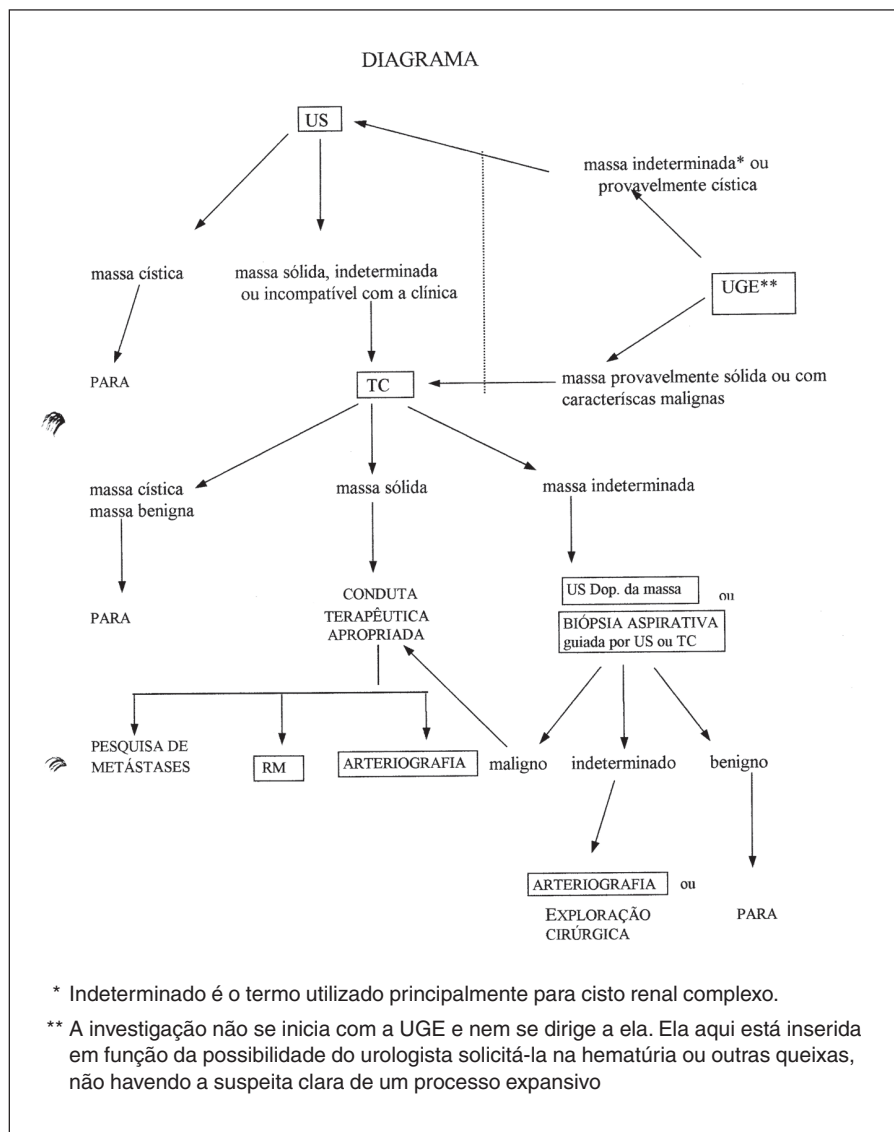 DIAGRAMA
US
massa indeterminada* ou
provavelmente cística
massa cística
massa sólida, indeterminada
ou incompatível com a clínica
UGE**
PARA
TC
massa provavelmente sólida ou com
caracteríscas malignas
massa cística
massa benigna
massa sólida
massa indeterminada
PARA
CONDUTA
TERAPÊUTICA
APROPRIADA
US Dop. da massa
ou
BIÓPSIA ASPIRATIVA
guiada por US ou TC
PESQUISA DE
METÁSTASES
RM
ARTERIOGRAFIA
maligno
indeterminado
benigno
ARTERIOGRAFIA
ou
EXPLORAÇÃO
CIRÚRGICA
PARA
* Indeterminado é o termo utilizado principalmente para cisto renal complexo.
** A investigação não se inicia com a UGE e nem se dirige a ela. Ela aqui está inserida
em função da possibilidade do urologista solicitá-la na hematúria ou outras queixas,
não havendo a suspeita clara de um processo expansivo